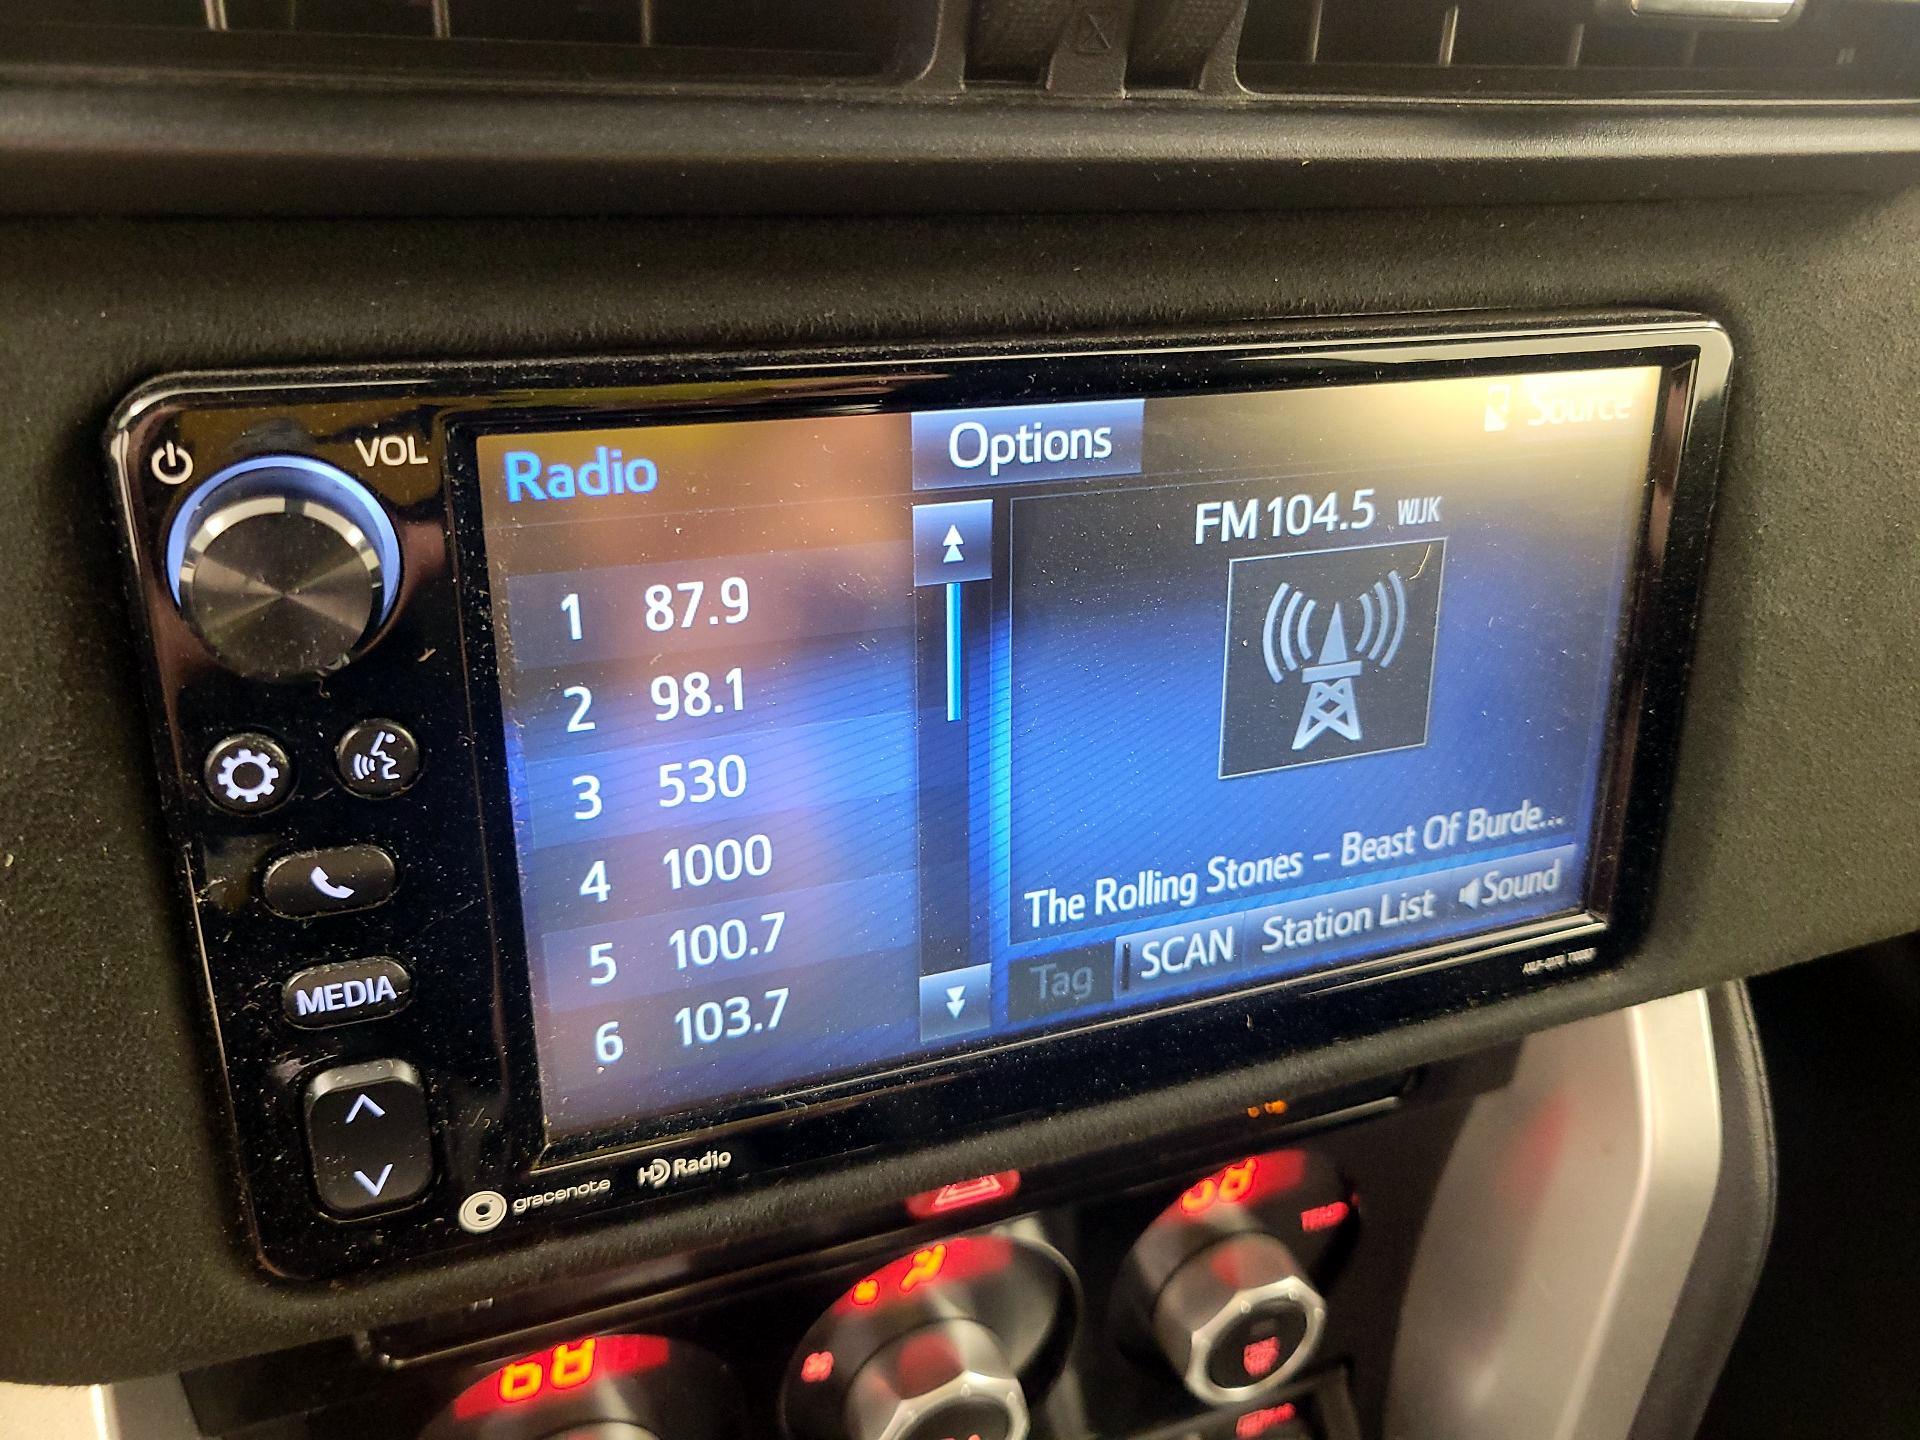 VOL
Radio
Options
Source
FM 104.5 WJJK
1 87.9
2 98.1
3 530
4 1000
5 100.7
6 103.7
The Rolling Stones – Beast Of Burde...
Tag
SCAN
Station List
Sound
MEDIA
gracenote
HD Radio
68
68